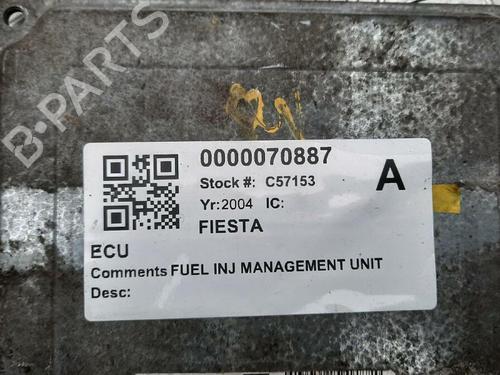 B-PARTS
0000070887
Stock #: C57153
A
Yr:2004 IC:
FIESTA
ECU
Comments FUEL INJ MANAGEMENT UNIT
Desc: